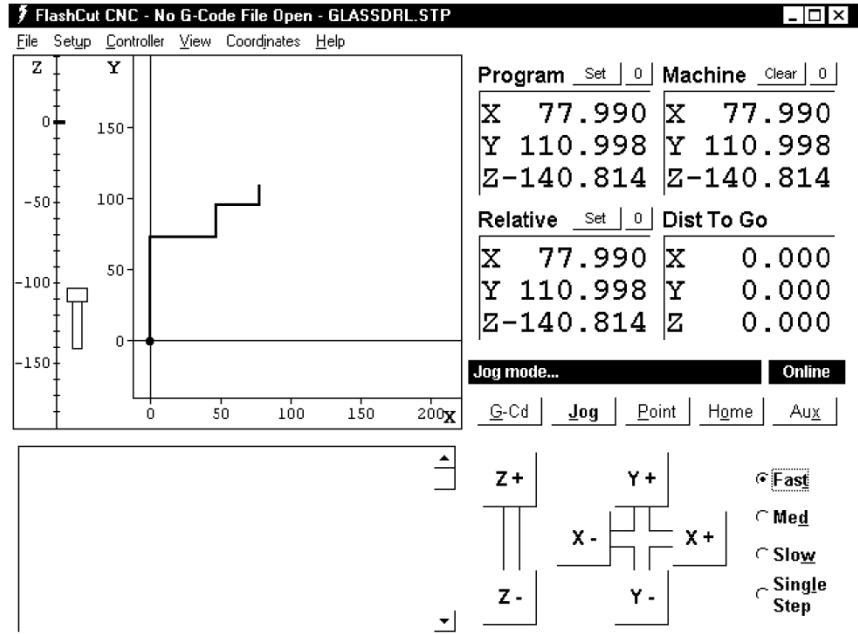 FlashCut CNC - No G-Code File Open - GLASSDRL.STP
File Setup Controller View Coordinates Help
Z
0
-50
-100
-150
Y
150
100
50
0
0 50 100 150 200 X
Program Set 0
X 77.990
Y 110.998
Z-140.814
Machine Clear 0
X 77.990
Y 110.998
Z-140.814
Relative Set 0
X 77.990
Y 110.998
Z-140.814
Dist To Go
X 0.000
Y 0.000
Z 0.000
Jog mode... Online
G-Cd Jog Point Home Aux
Z +
Z -
Y +
X - X +
Y -
Fast
Med
Slow
Single
Step